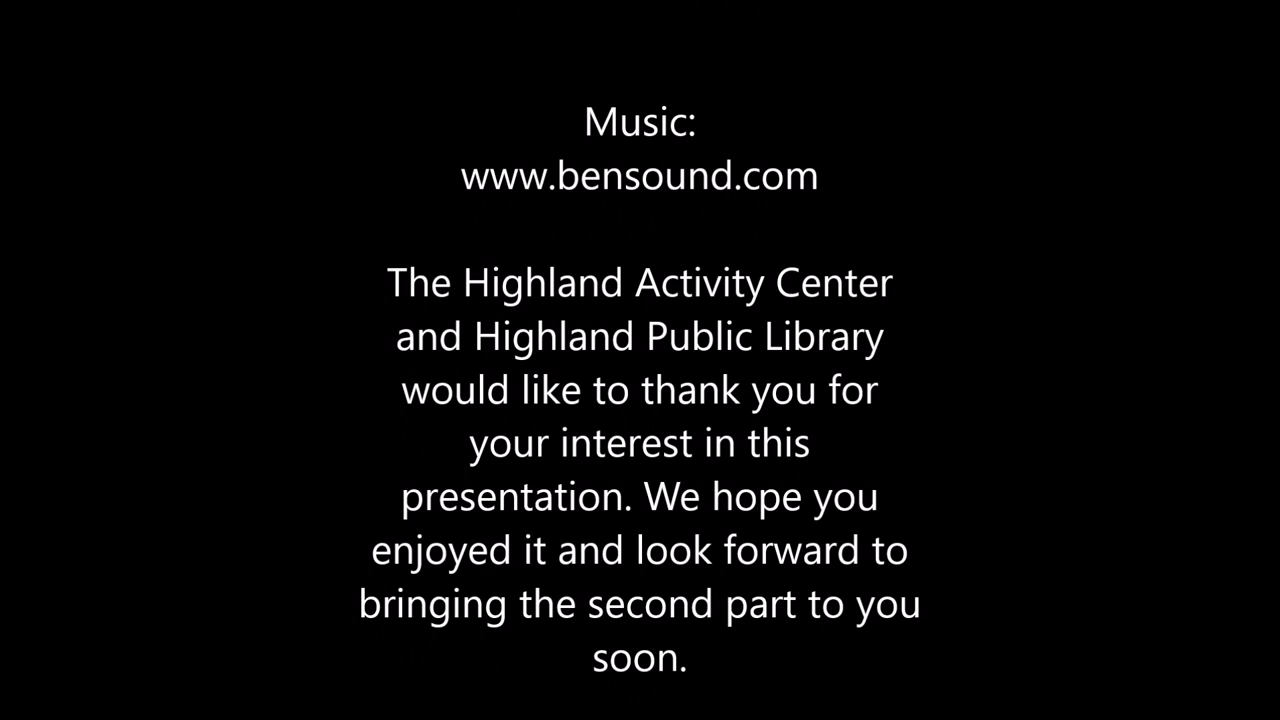 Music:
www.bensound.com
The Highland Activity Center
and Highland Public Library
would like to thank you for
your interest in this
presentation. We hope you
enjoyed it and look forward to
bringing the second part to you
soon.